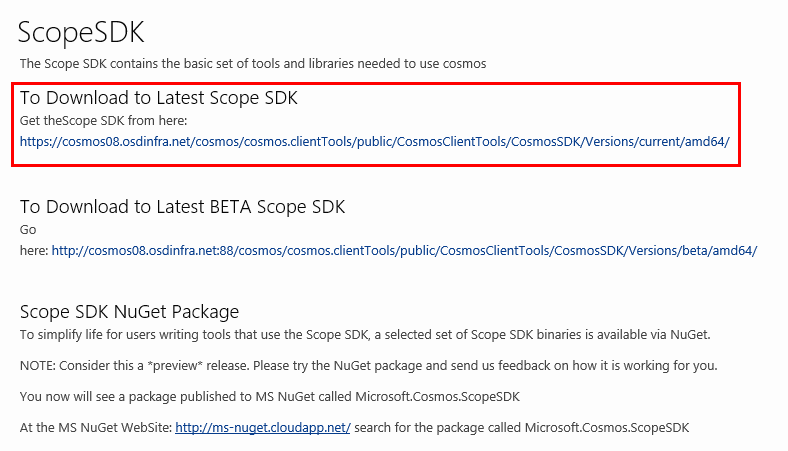 ScopeSDK
The Scope SDK contains the basic set of tools and libraries needed to use cosmos
To Download to Latest Scope SDK
Get theScope SDK from here:
https://cosmos08.osdinfra.net/cosmos/cosmos.clientTools/public/CosmosClientTools/CosmosSDK/Versions/current/amd64/
To Download to Latest BETA Scope SDK
Go
here: http://cosmos08.osdinfra.net:88/cosmos/cosmos.clientTools/public/CosmosClientTools/CosmosSDK/Versions/beta/amd64/
Scope SDK NuGet Package
To simplify life for users writing tools that use the Scope SDK, a selected set of Scope SDK binaries is available via NuGet.
NOTE: Consider this a *preview* release. Please try the NuGet package and send us feedback on how it is working for you.
You now will see a package published to MS NuGet called Microsoft.Cosmos.ScopeSDK
At the MS NuGet WebSite: http://ms-nuget.cloudapp.net/ search for the package called Microsoft.Cosmos.ScopeSDK